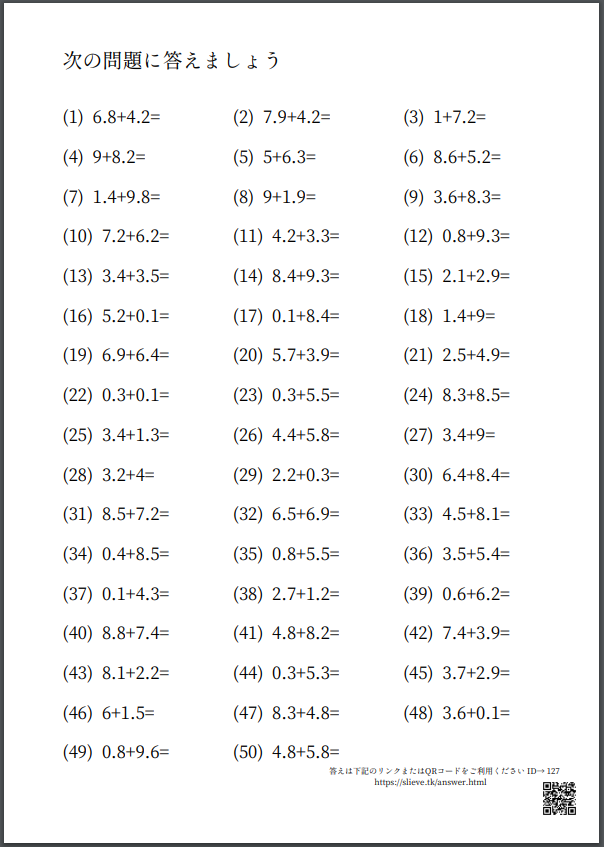 次の問題に答えましょう
(1) 6.8+4.2= (2) 7.9+4.2= (3) 1+7.2=
(4) 9+8.2= (5) 5+6.3= (6) 8.6+5.2=
(7) 1.4+9.8= (8) 9+1.9= (9) 3.6+8.3=
(10) 7.2+6.2= (11) 4.2+3.3= (12) 0.8+9.3=
(13) 3.4+3.5= (14) 8.4+9.3= (15) 2.1+2.9=
(16) 5.2+0.1= (17) 0.1+8.4= (18) 1.4+9=
(19) 6.9+6.4= (20) 5.7+3.9= (21) 2.5+4.9=
(22) 0.3+0.1= (23) 0.3+5.5= (24) 8.3+8.5=
(25) 3.4+1.3= (26) 4.4+5.8= (27) 3.4+9=
(28) 3.2+4= (29) 2.2+0.3= (30) 6.4+8.4=
(31) 8.5+7.2= (32) 6.5+6.9= (33) 4.5+8.1=
(34) 0.4+8.5= (35) 0.8+5.5= (36) 3.5+5.4=
(37) 0.1+4.3= (38) 2.7+1.2= (39) 0.6+6.2=
(40) 8.8+7.4= (41) 4.8+8.2= (42) 7.4+3.9=
(43) 8.1+2.2= (44) 0.3+5.3= (45) 3.7+2.9=
(46) 6+1.5= (47) 8.3+4.8= (48) 3.6+0.1=
(49) 0.8+9.6= (50) 4.8+5.8=
答えは下記のリンクまたはQRコードをご利用ください ID→ 127
https://slieve.tk/answer.html